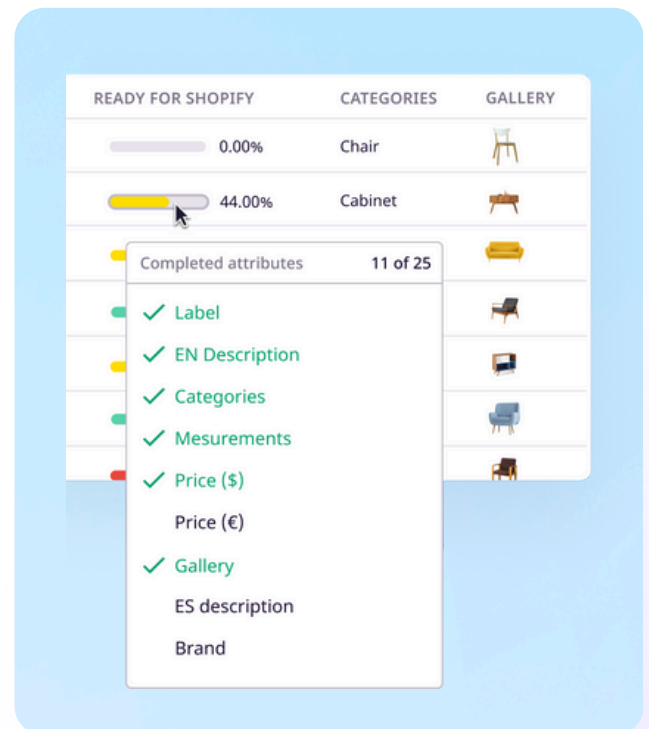 READY FOR SHOPIFY CATEGORIES GALLERY
0.00% Chair
44.00% Cabinet
Completed attributes 11 of 25
Label
EN Description
Categories
Mesurements
Price ($)
Price (€)
Gallery
ES description
Brand